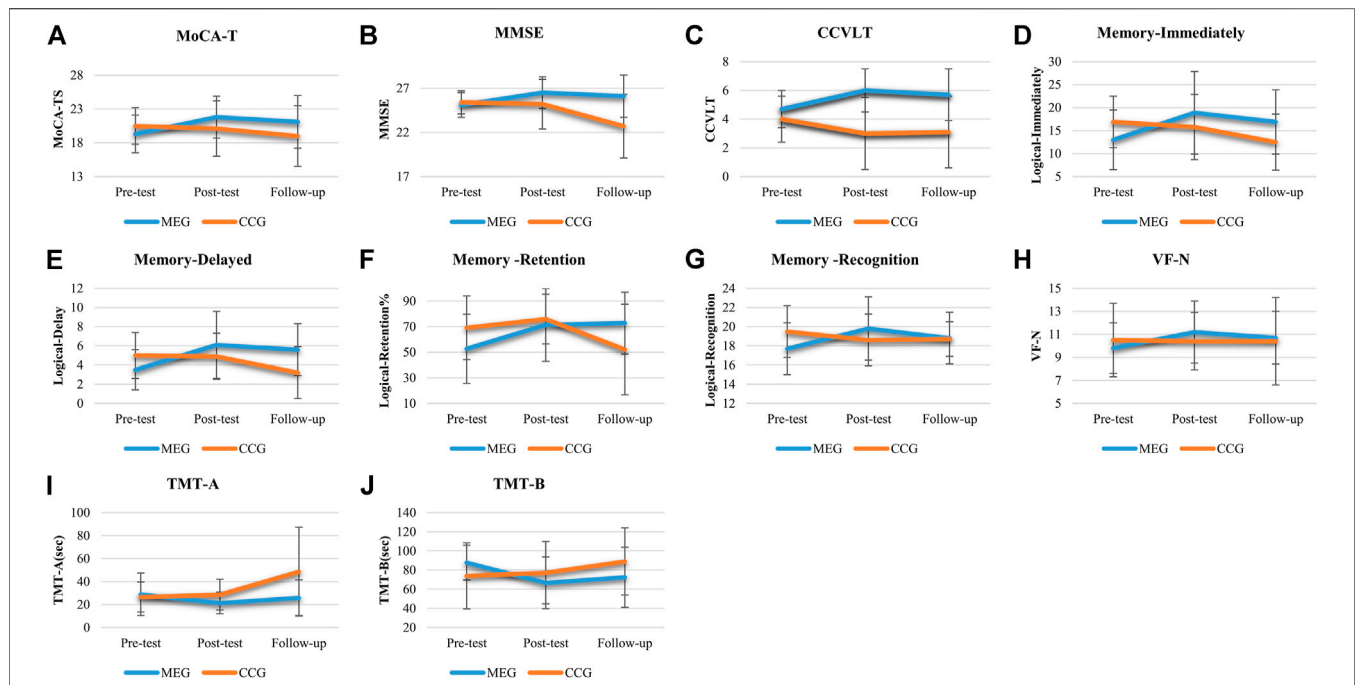 A
MoCA-T
MoCA-TS
28
23
18
13
Pre-test Post-test Follow-up
MEG CCG
B
MMSE
MMSE
27
22
17
Pre-test Post-test Follow-up
MEG CCG
C
CCVLT
CCVLT
8
6
4
2
0
Pre-test Post-test Follow-up
MEG CCG
D
Memory-Immediately
Logical-Immediately
30
25
20
15
10
5
Pre-test Post-test Follow-up
MEG CCG
E
Memory-Delayed
Logical-Delay
12
10
8
6
4
2
0
Pre-test Post-test Follow-up
MEG CCG
F
Memory -Retention
Logical-Retention%
90
70
50
30
10
Pre-test Post-test Follow-up
MEG CCG
G
Memory -Recognition
Logical-Recognition
24
22
20
18
16
14
12
Pre-test Post-test Follow-up
MEG CCG
H
VF-N
VF-N
15
13
11
9
7
5
Pre-test Post-test Follow-up
MEG CCG
I
TMT-A
TMT-A(sec)
100
80
60
40
20
0
Pre-test Post-test Follow-up
MEG CCG
J
TMT-B
TMT-B(sec)
140
120
100
80
60
40
20
Pre-test Post-test Follow-up
MEG CCG